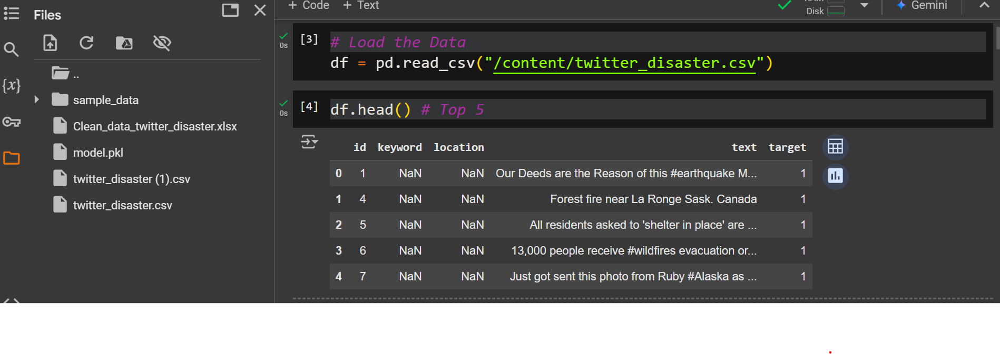 Files
..
sample_data
Clean_data_twitter_disaster.xlsx
model.pkl
twitter_disaster (1).csv
twitter_disaster.csv
{x}
+ Code + Text
RAM
Disk
Gemini
[3]
0s
# Load the Data
df = pd.read_csv("/content/twitter_disaster.csv")
[4]
0s
df.head() # Top 5
id keyword location text target
0 1 NaN NaN Our Deeds are the Reason of this #earthquake M... 1
1 4 NaN NaN Forest fire near La Ronge Sask. Canada 1
2 5 NaN NaN All residents asked to 'shelter in place' are ... 1
3 6 NaN NaN 13,000 people receive #wildfires evacuation or... 1
4 7 NaN NaN Just got sent this photo from Ruby #Alaska as ... 1